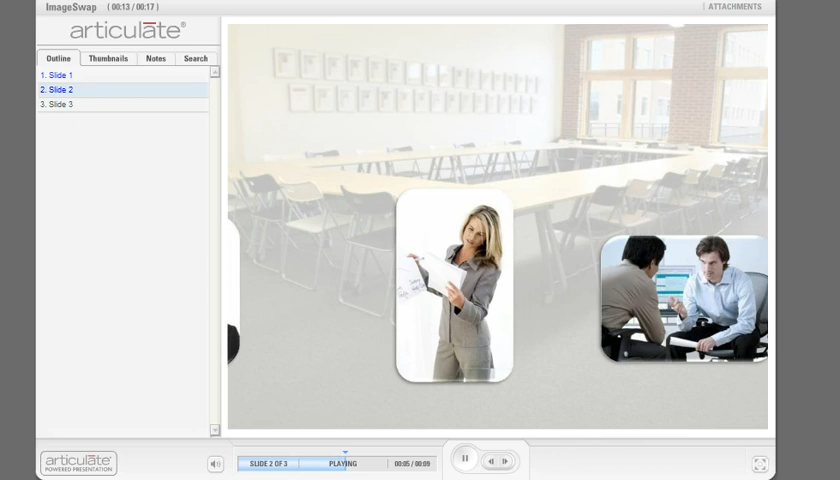 ImageSwap ( 00:13 / 00:17 )
ATTACHMENTS
articulate®
Outline Thumbnails Notes Search
1. Slide 1
2. Slide 2
3. Slide 3
articulate®
POWERED PRESENTATION
SLIDE 2 OF 3 PLAYING 00:05 / 00:09